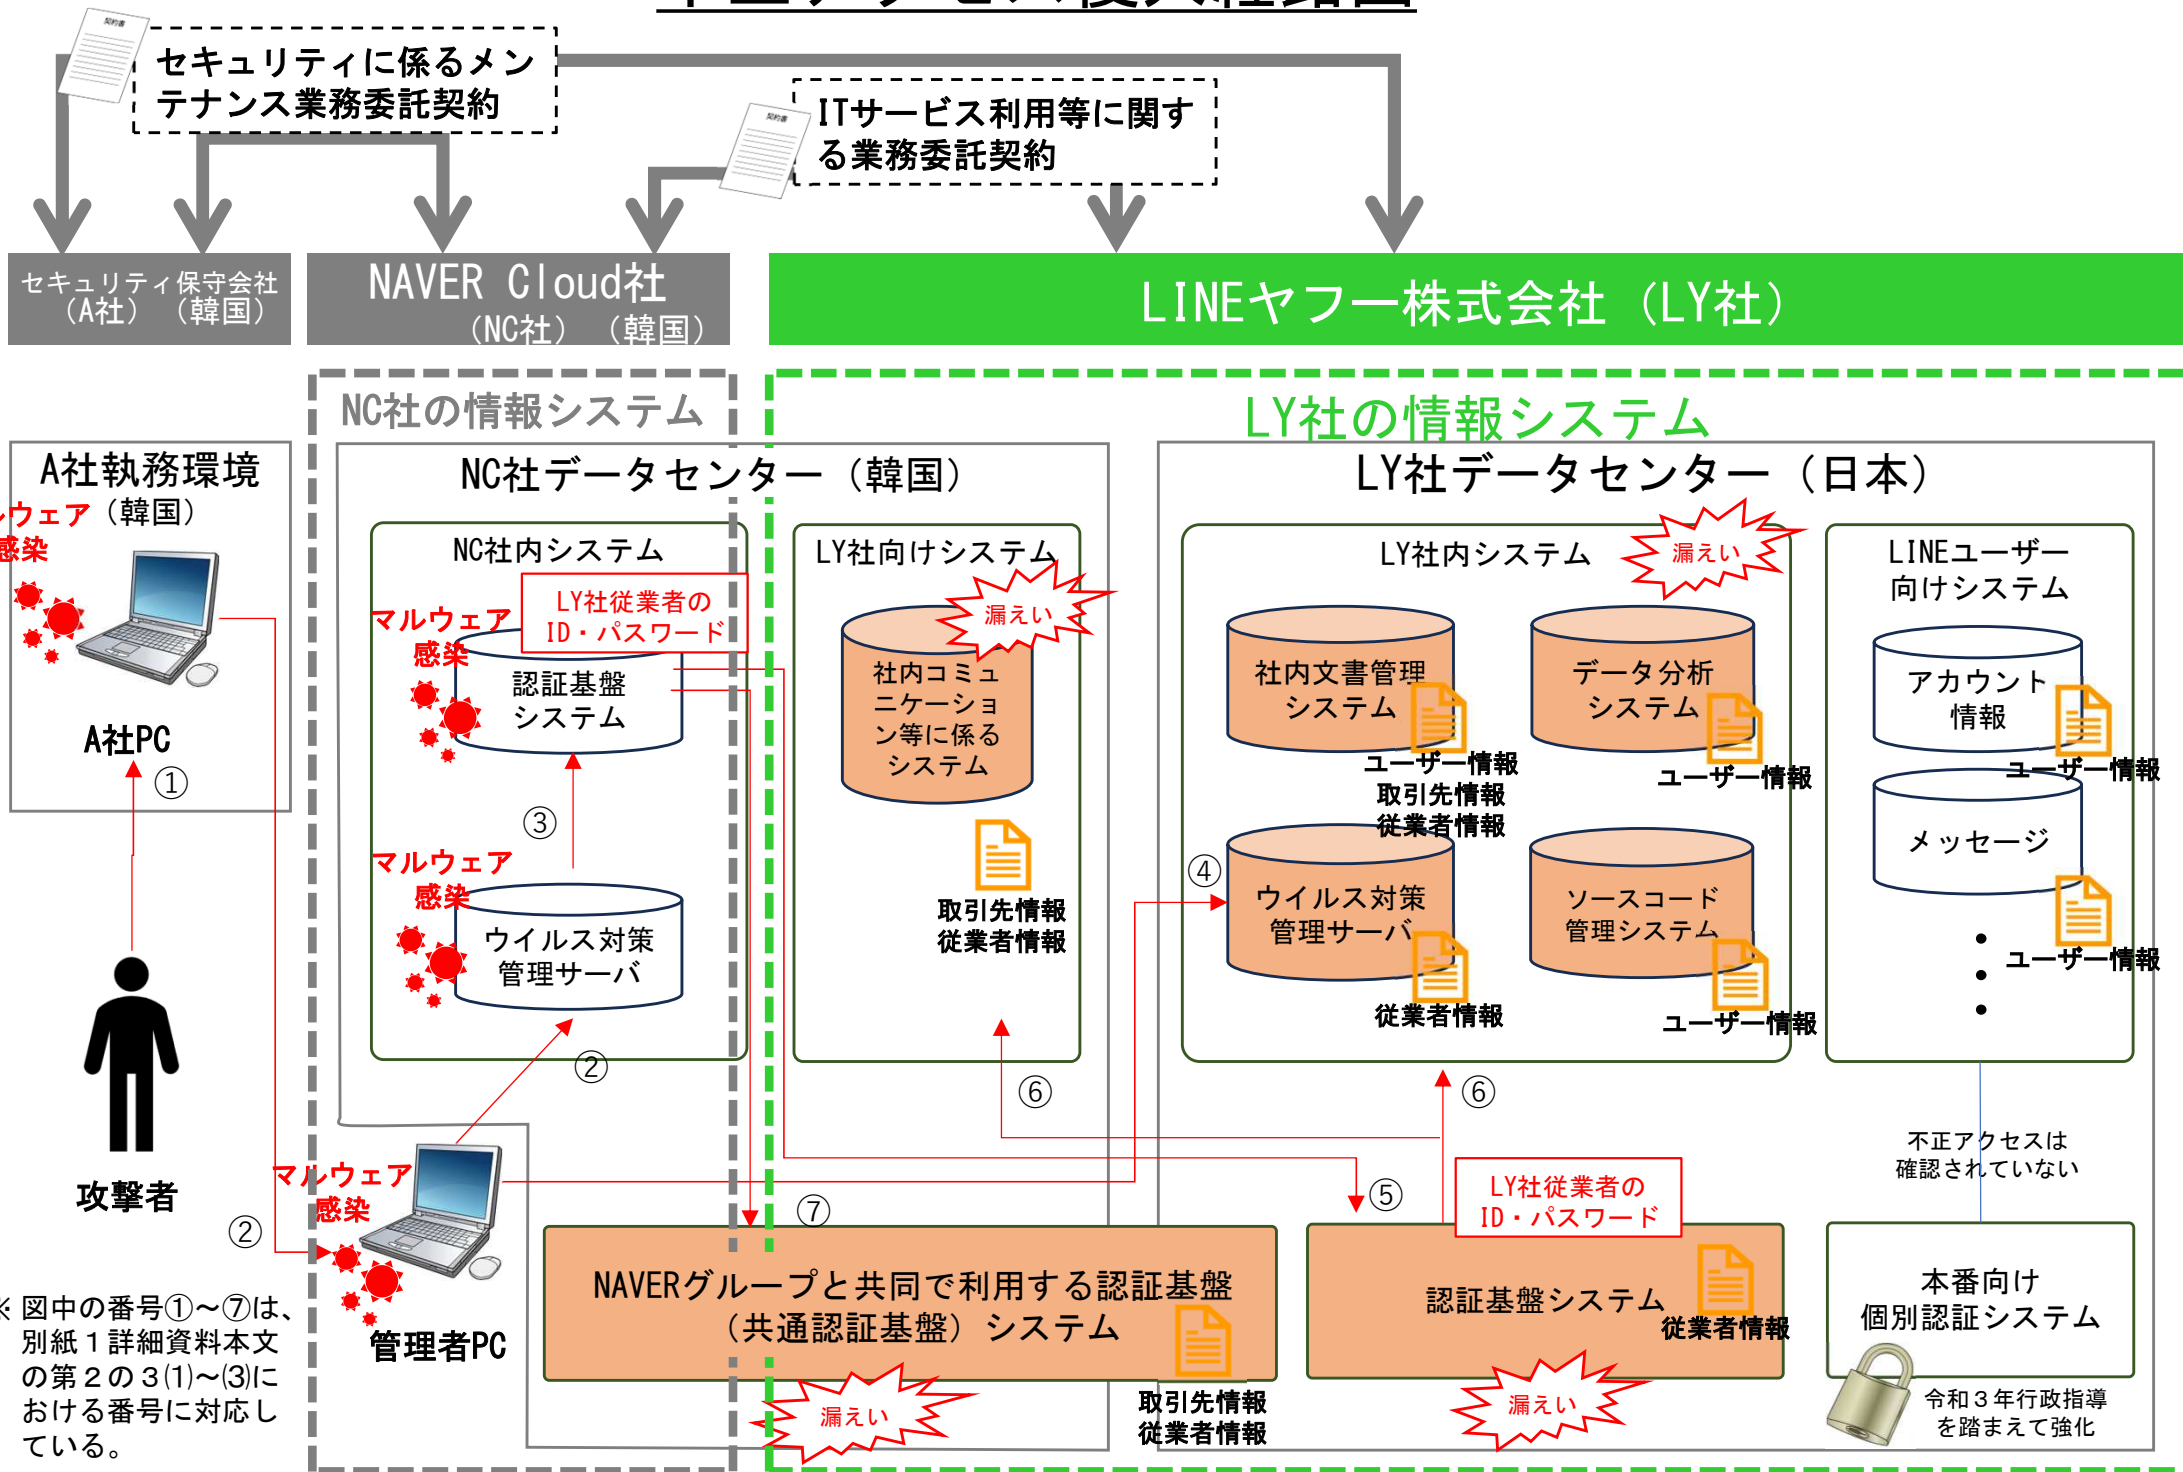 セキュリティに係るメン
テナンス業務委託契約
契約書
ITサービス利用等に関す
る業務委託契約
契約書
セキュリティ保守会社
（A社）（韓国）
NAVER Cloud社
（NC社）（韓国）
LINEヤフー株式会社（LY社）
NC社の情報システム
LY社の情報システム
A社執務環境
（韓国）
ルウェア
感染
A社PC
①
攻撃者
②
NC社データセンター（韓国）
NC社内システム
LY社従業者の
ID・パスワード
マルウェア
感染
認証基盤
システム
③
マルウェア
感染
ウイルス対策
管理サーバ
②
マルウェア
感染
管理者PC
LY社向けシステム
漏えい
社内コミュ
ニケーショ
ン等に係る
システム
取引先情報
従業者情報
⑥
⑦
NAVERグループと共同で利用する認証基盤
（共通認証基盤）システム
漏えい
取引先情報
従業者情報
LY社データセンター（日本）
LY社内システム
漏えい
社内文書管理
システム
ユーザー情報
取引先情報
従業者情報
データ分析
システム
ユーザー情報
④
ウイルス対策
管理サーバ
従業者情報
ソースコード
管理システム
ユーザー情報
⑥
⑤
LY社従業者の
ID・パスワード
認証基盤システム
従業者情報
漏えい
LINEユーザー
向けシステム
アカウント
情報
ユーザー情報
メッセージ
ユーザー情報
不正アクセスは
確認されていない
本番向け
個別認証システム
令和３年行政指導
を踏まえて強化
※ 図中の番号①～⑦は、
別紙１詳細資料本文
の第２の３⑴～⑶に
おける番号に対応し
ている。